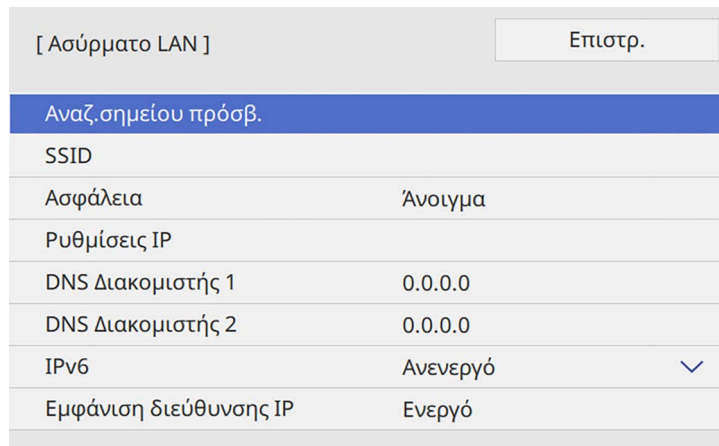 [ Ασύρματο LAN ] Επιστρ.
Αναζ.σημείου πρόσβ.
SSID
Ασφάλεια Άνοιγμα
Ρυθμίσεις IP
DNS Διακομιστής 1 0.0.0.0
DNS Διακομιστής 2 0.0.0.0
IPv6 Ανενεργό
Εμφάνιση διεύθυνσης IP Ενεργό